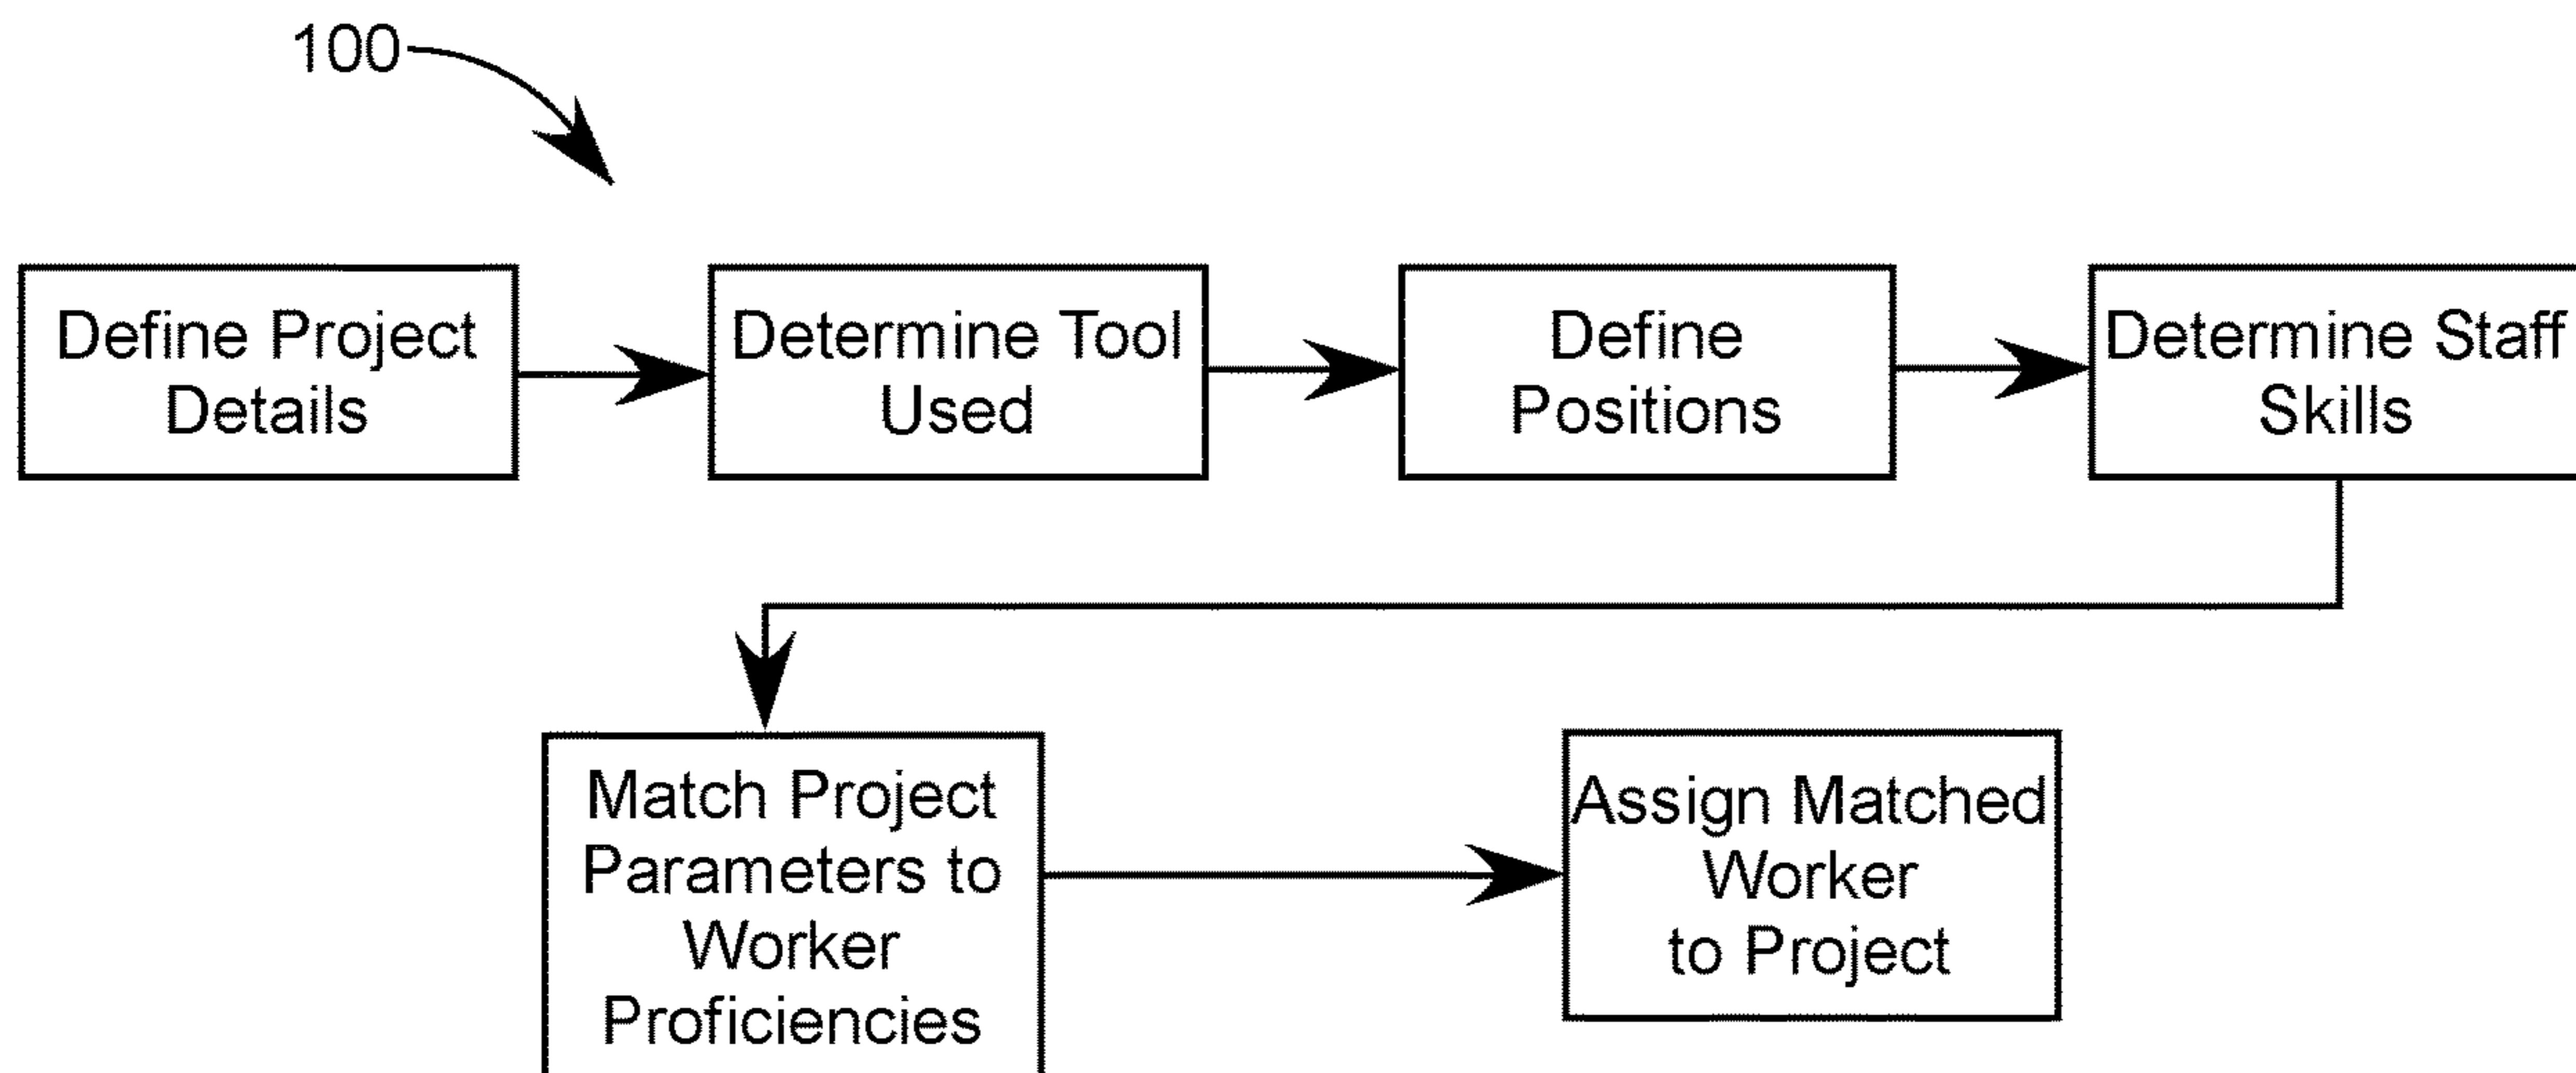 100
Define Project
Details
Determine Tool
Used
Define
Positions
Determine Staff
Skills
Match Project
Parameters to
Worker
Proficiencies
Assign Matched
Worker
to Project